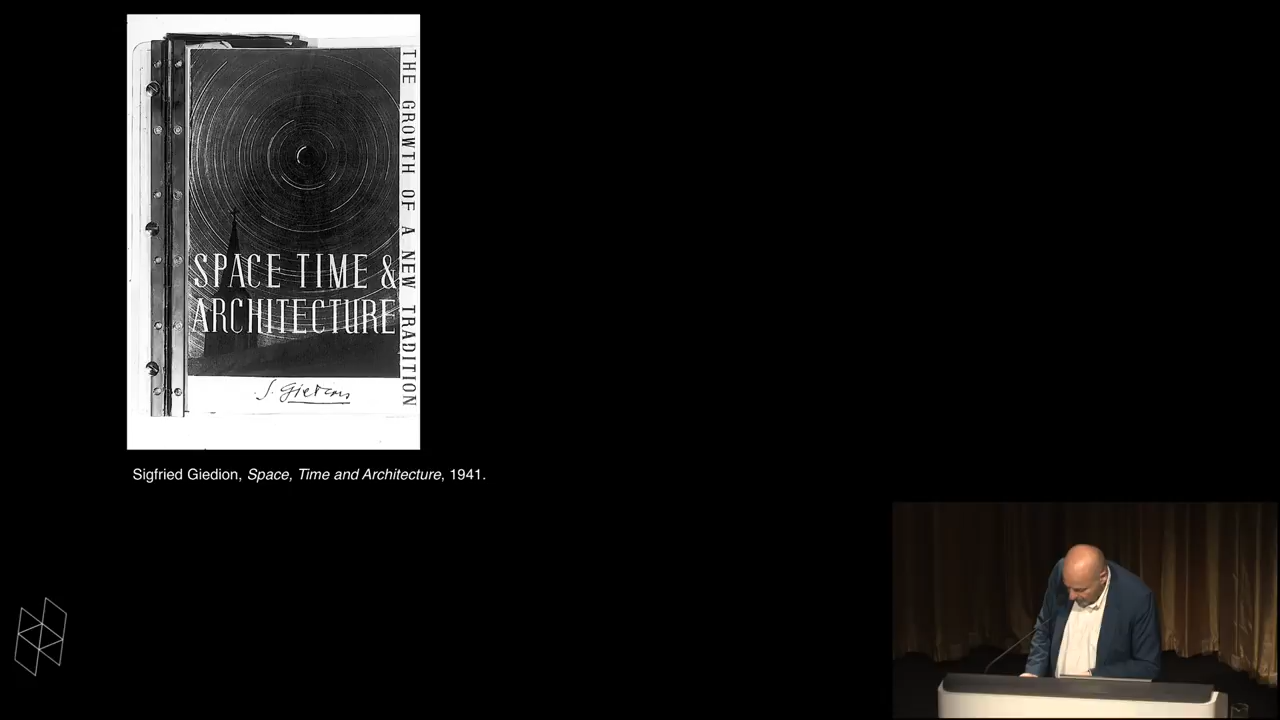 SPACE TIME &
ARCHITECTURE
THE GROWTH OF A NEW TRADITION
S. Giedion
Sigfried Giedion, Space, Time and Architecture, 1941.